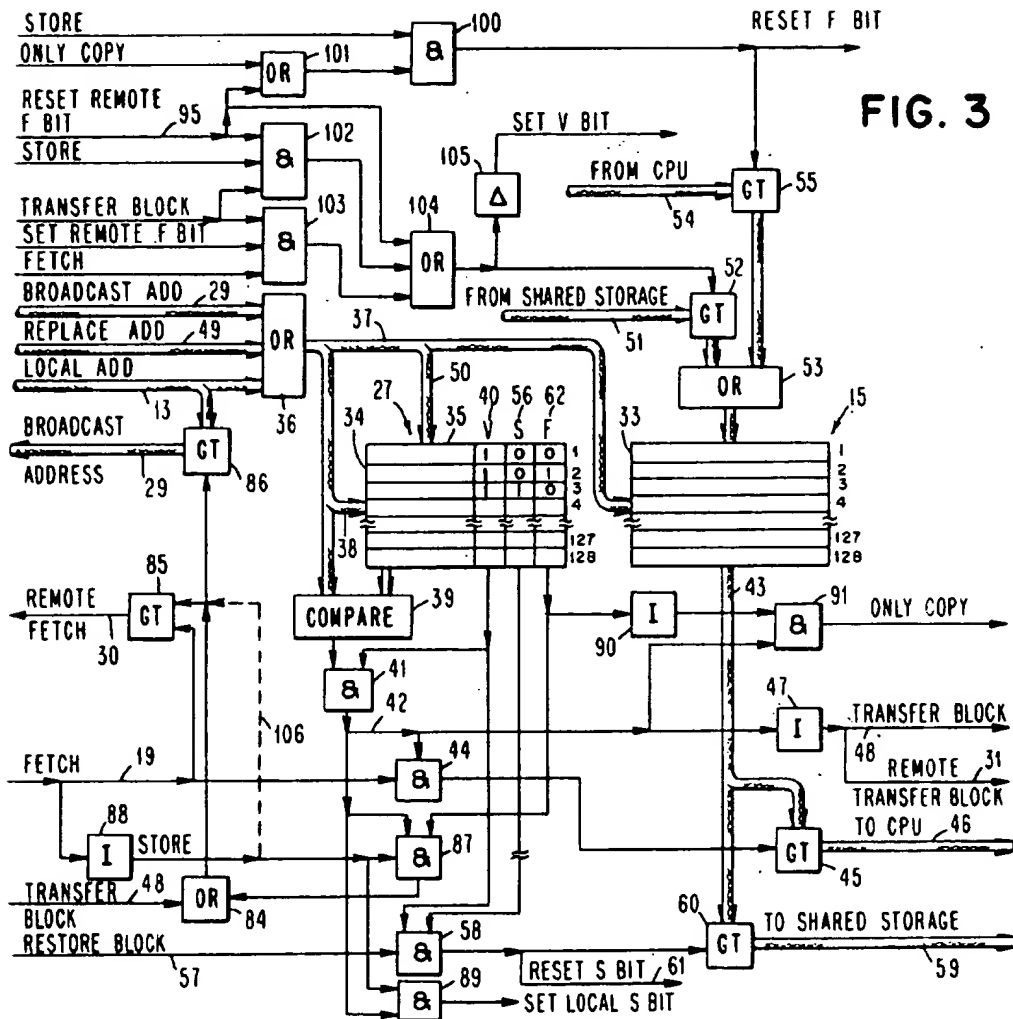 STORE
100
RESET F BIT
ONLY COPY
OR
101
&
FIG. 3
RESET REMOTE
F BIT
95
102
SET V BIT
STORE
&
105
Δ
FROM CPU
54
GT
55
TRANSFER BLOCK
103
104
SET REMOTE F BIT
&
OR
FETCH
52
BROADCAST ADD
29
FROM SHARED STORAGE
51
GT
REPLACE ADD
49
OR
37
LOCAL ADD
50
OR
53
13
36
27
40
56
62
15
BROADCAST
34
35
V
S
F
33
29
ADDRESS
GT
86
1 0 0
1
1 0 1
2
1 1 0
3
4
1
2
3
4
38
127
128
127
128
85
REMOTE
30
FETCH
GT
COMPARE
39
43
91
I
90
&
ONLY COPY
&
41
42
47
106
I
TRANSFER BLOCK
48
44
FETCH
19
&
REMOTE
31
TRANSFER BLOCK
88
I
STORE
&
87
TO CPU
46
GT
45
TRANSFER
48
BLOCK
OR
84
60
TO SHARED STORAGE
RESTORE BLOCK
&
58
GT
59
57
RESET S BIT
61
89
&
SET LOCAL S BIT